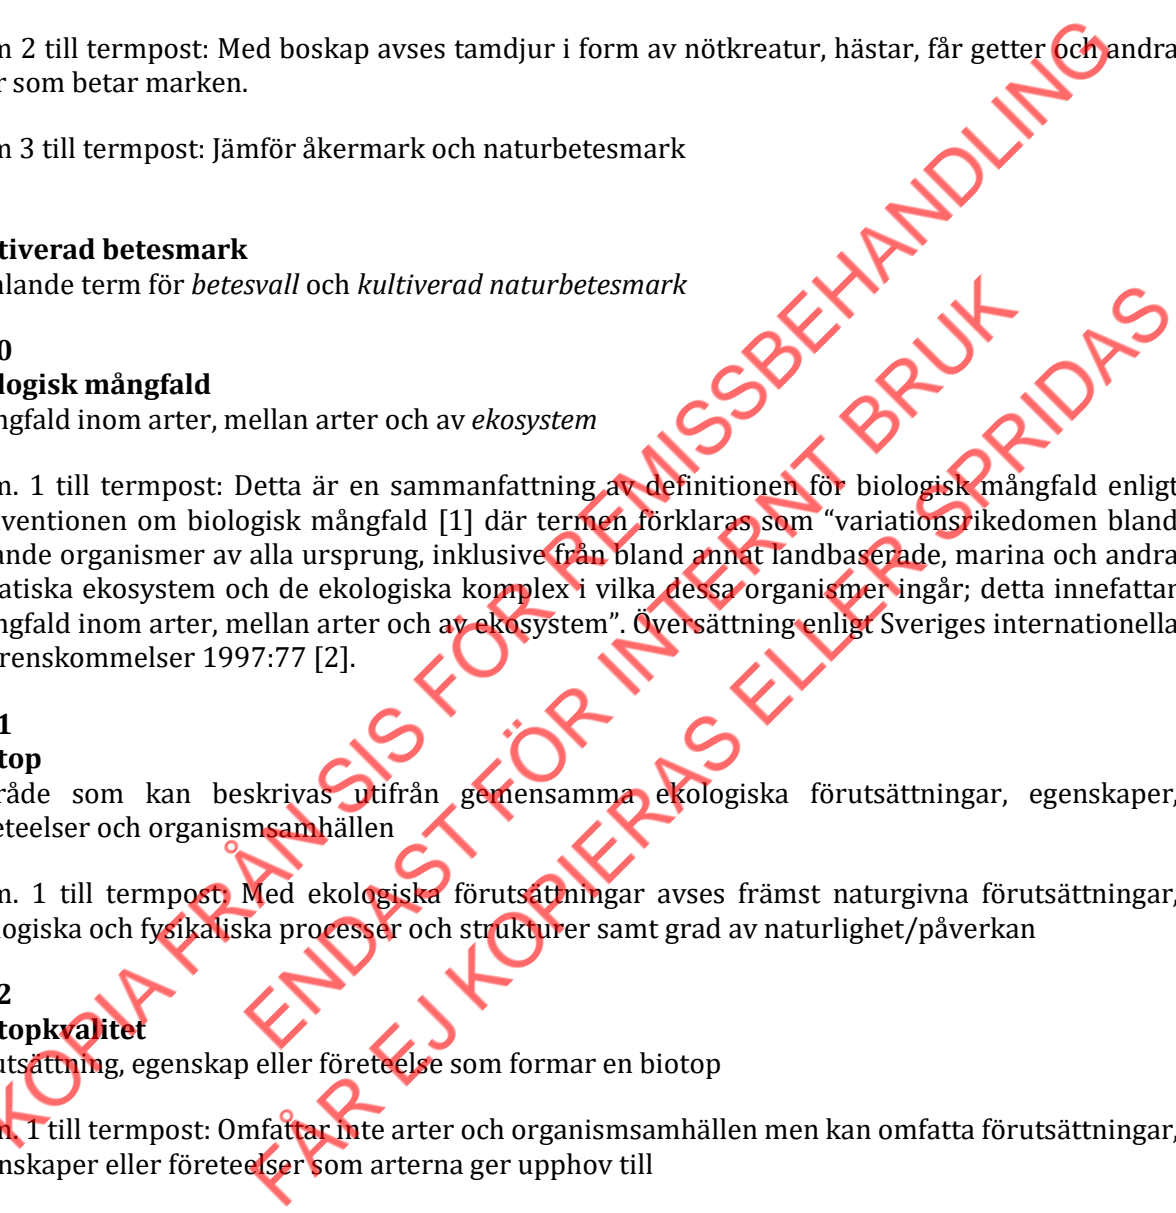 m 2 till termpost: Med boskap avses tamdjur i form av nötkreatur, hästar, får getter och andra
r som betar marken.
m 3 till termpost: Jämför åkermark och naturbetesmark
tiverad betesmark
nlande term för betesvall och kultiverad naturbetesmark
0
logisk mångfald
ngfald inom arter, mellan arter och av ekosystem
m. 1 till termpost: Detta är en sammanfattning av definitionen för biologisk mångfald enligt
ventionen om biogisk mångfald [1] där termen förklaras som “variationsrikedomen bland
ande organismer av alla ursprung, inklusive från bland annat landbaserade, marina och andra
atiska ekosystem och de ekologiska komplex i vilka dessa organismer ingår; detta innefattar
ngfald inom arter, mellan arter och av ekosystem”. Översättning enligt Sveriges internationella
renskommelser 1997:77 [2].
1
top
råde som kan beskrivas utifrån gemensamma ekologiska förutsättningar, egenskaper,
eteelser och organismsamhällen
m. 1 till termpost: Med ekologiska förutsättningar avses främst naturgivna förutsättningar,
logiska och fysikaliska processer och strukturer samt grad av naturlighet/påverkan
2
topkvalitet
utsättning, egenskap eller företeelse som formar en biotop
m. 1 till termpost: Omfattar inte arter och organismsamhällen men kan omfatta förutsättningar,
nskaper eller företeelser som arterna ger upphov till
KOPIA FRÅN SIS FÖR REMISSBEHANDLING
ENDAST FÖR INTERNT BRUK
FÅR EJ KOPIERAS ELLER SPRIDAS